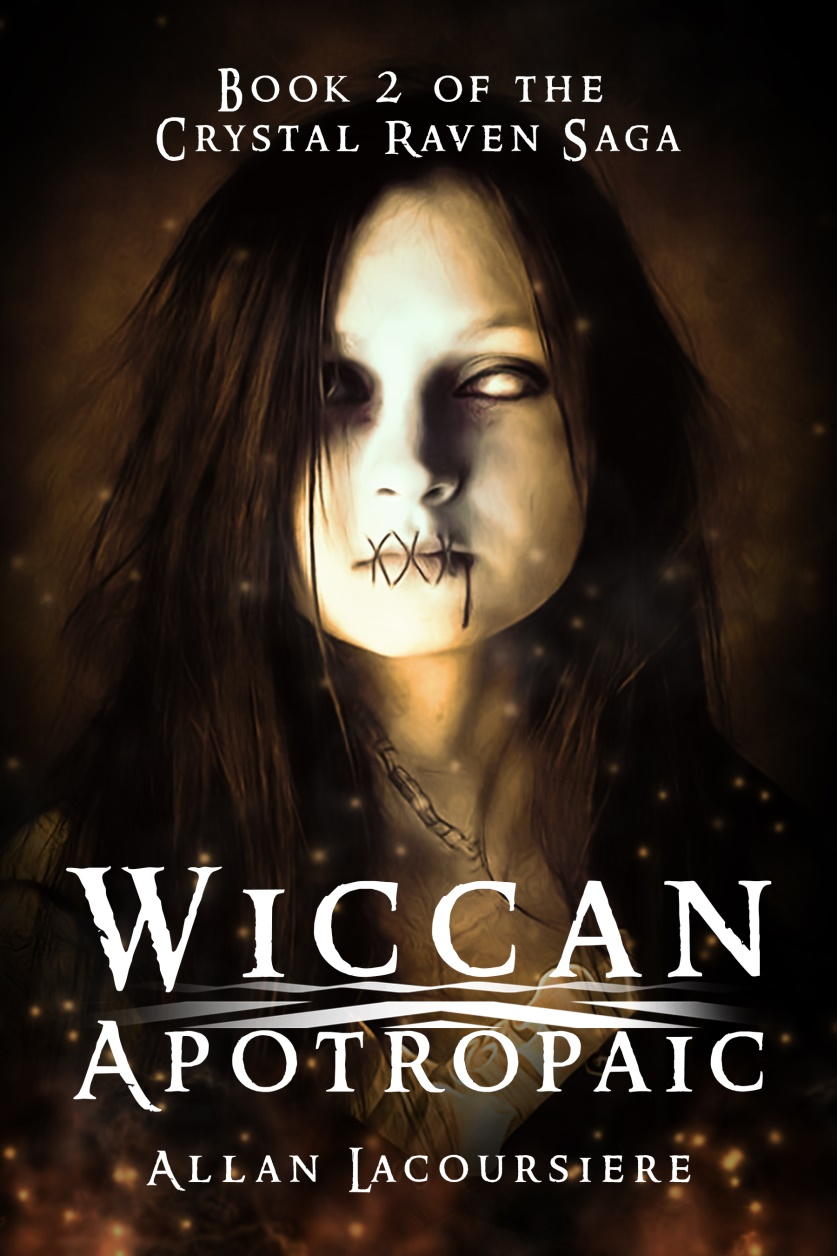 Book 2 of the
Crystal Raven Saga
Wiccan
Apotropaic
Allan Lacoursiere